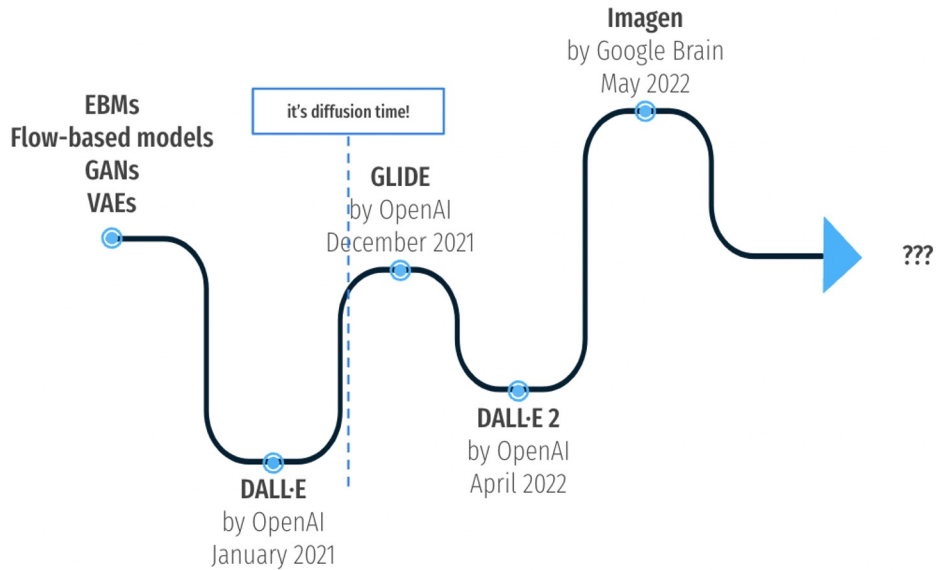 EBMs
Flow-based models
GANs
VAEs
it's diffusion time!
DALL·E
by OpenAI
January 2021
GLIDE
by OpenAI
December 2021
DALL·E 2
by OpenAI
April 2022
Imagen
by Google Brain
May 2022
???